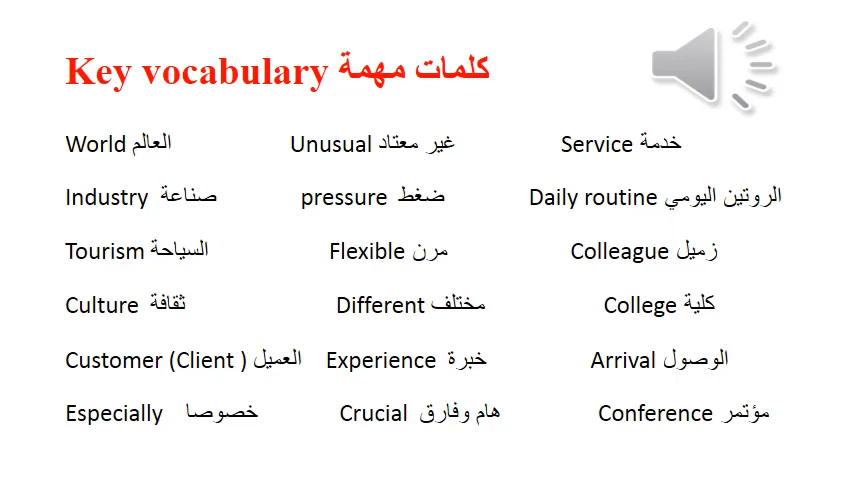 Key vocabulary كلمات مهمة
World العالم Unusual غير معتاد Service خدمة
Industry صناعة pressure ضغط Daily routine الروتين اليومي
Tourism السياحة Flexible مرن Colleague زميل
Culture ثقافة Different مختلف College كلية
Customer (Client ) العميل Experience خبرة Arrival الوصول
Especially خصوصا Crucial هام وفارق Conference مؤتمر